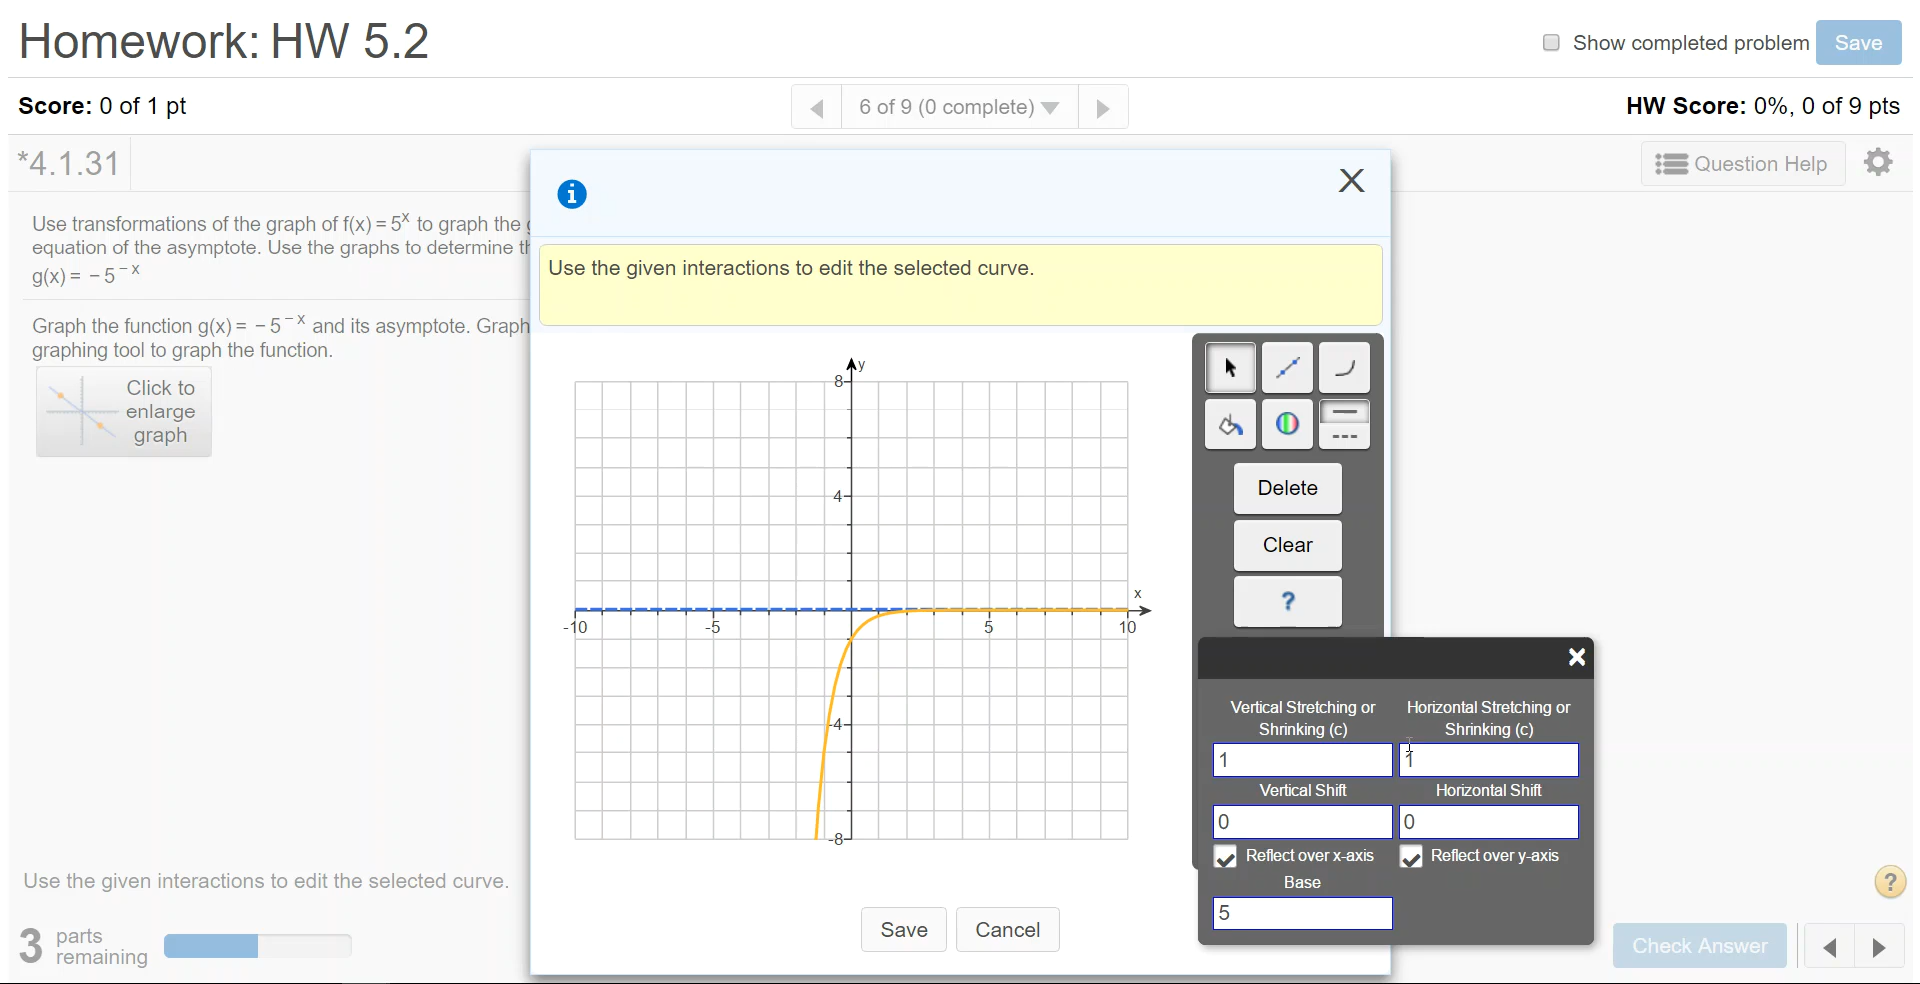 Homework: HW 5.2
Show completed problem
Save
Score: 0 of 1 pt
6 of 9 (0 complete)
HW Score: 0%, 0 of 9 pts
*4.1.31
Question Help
Use transformations of the graph of f(x) = 5^x to graph the
equation of the asymptote. Use the graphs to determine
g(x) = − 5^−x
Graph the function g(x) = − 5^−x and its asymptote.
graphing tool to graph the function.
Click to
enlarge
graph
Use the given interactions to edit the selected curve.
3 parts
remaining
i
X
Use the given interactions to edit the selected curve.
y
8
4
x
-10
-5
5
10
-4
-8
Delete
Clear
?
x
Vertical Stretching or
Shrinking (c)
Horizontal Stretching or
Shrinking (c)
1
1
Vertical Shift
Horizontal Shift
0
0
Reflect over x-axis
Reflect over y-axis
Base
5
Save
Cancel
?
Check Answer